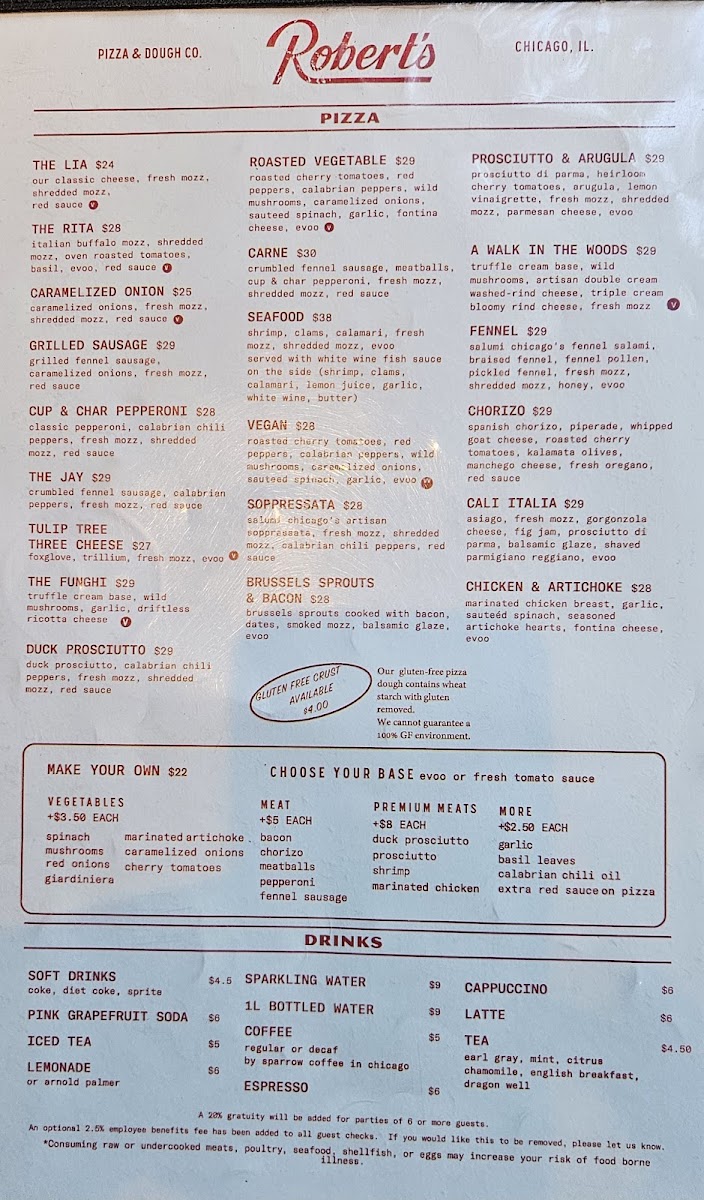 PIZZA & DOUGH CO.
Robert's
CHICAGO, IL.
PIZZA
THE LIA $24
our classic cheese, fresh mozz,
shredded mozz,
red sauce V
THE RITA $28
italian buffalo mozz, shredded
mozz, oven roasted tomatoes,
basil, evoo, red sauce V
CARAMELIZED ONION $25
caramelized onions, fresh mozz,
shredded mozz, red sauce V
GRILLED SAUSAGE $29
grilled fennel sausage,
caramelized onions, fresh mozz,
red sauce
CUP & CHAR PEPPERONI $28
classic pepperoni, calabrian chili
peppers, fresh mozz, shredded
mozz, red sauce
THE JAY $29
crumbled fennel sausage, calabrian
peppers, fresh mozz, red sauce
TULIP TREE
THREE CHEESE $27
foxglove, trillium, fresh mozz, evoo V
THE FUNGHI $29
truffle cream base, wild
mushrooms, garlic, driftless
ricotta cheese V
DUCK PROSCIUTTO $29
duck prosciutto, calabrian chili
peppers, fresh mozz, shredded
mozz, red sauce
ROASTED VEGETABLE $29
roasted cherry tomatoes, red
peppers, calabrian peppers, wild
mushrooms, caramelized onions,
sauteed spinach, garlic, fontina
cheese, evoo V
CARNE $30
crumbled fennel sausage, meatballs,
cup & char pepperoni, fresh mozz,
shredded mozz, red sauce
SEAFOOD $38
shrimp, clams, calamari, fresh
mozz, shredded mozz, evoo
served with white wine fish sauce
on the side (shrimp, clams,
calamari, lemon juice, garlic,
white wine, butter)
VEGAN $28
roasted cherry tomatoes, red
peppers, calabrian peppers, wild
mushrooms, caramelized onions,
sauteed spinach, garlic, evoo
SOPPRESSATA $28
salumi chicago's artisan
soppressata, fresh mozz, shredded
mozz, calabrian chili peppers, red
sauce
BRUSSELS SPROUTS
& BACON $28
brussels sprouts cooked with bacon,
dates, smoked mozz, balsamic glaze,
evoo
PROSCIUTTO & ARUGULA $29
prosciutto di parma, heirloom
cherry tomatoes, arugula, lemon
vinaigrette, fresh mozz, shredded
mozz, parmesan cheese, evoo
A WALK IN THE WOODS $29
truffle cream base, wild
mushrooms, artisan double cream
washed-rind cheese, triple cream
bloomy rind cheese, fresh mozz V
FENNEL $29
salumi chicago's fennel salami,
braised fennel, fennel pollen,
pickled fennel, fresh mozz,
shredded mozz, honey, evoo
CHORIZO $29
spanish chorizo, piperade, whipped
goat cheese, roasted cherry
tomatoes, kalamata olives,
manchego cheese, fresh oregano,
red sauce
CALI ITALIA $29
asiago, fresh mozz, gorgonzola
cheese, fig jam, prosciutto di
parma, balsamic glaze, shaved
parmigiano reggiano, evoo
CHICKEN & ARTICHOKE $28
marinated chicken breast, garlic,
sauteéd spinach, seasoned
artichoke hearts, fontina cheese,
evoo
GLUTEN FREE CRUST
AVAILABLE
$4.00
Our gluten-free pizza
dough contains wheat
starch with gluten
removed.
We cannot guarantee a
100% GF environment.
MAKE YOUR OWN $22
CHOOSE YOUR BASE evoo or fresh tomato sauce
VEGETABLES
+$3.50 EACH
spinach
mushrooms
red onions
giardiniera
marinated artichoke
caramelized onions
cherry tomatoes
MEAT
+$5 EACH
bacon
chorizo
meatballs
pepperoni
fennel sausage
PREMIUM MEATS
+$8 EACH
duck prosciutto
prosciutto
shrimp
marinated chicken
MORE
+$2.50 EACH
garlic
basil leaves
calabrian chili oil
extra red sauce on pizza
DRINKS
SOFT DRINKS $4.5
coke, diet coke, sprite
PINK GRAPEFRUIT SODA $6
ICED TEA $5
LEMONADE $6
or arnold palmer
SPARKLING WATER $9
1L BOTTLED WATER $9
COFFEE $5
regular or decaf
by sparrow coffee in chicago
ESPRESSO $6
CAPPUCCINO $6
LATTE $6
TEA $4.50
earl gray, mint, citrus
chamomile, english breakfast,
dragon well
A 20% gratuity will be added for parties of 6 or more guests.
An optional 2.5% employee benefits fee has been added to all guest checks. If you would like this to be removed, please let us know.
*Consuming raw or undercooked meats, poultry, seafood, shellfish, or eggs may increase your risk of food borne
illness.